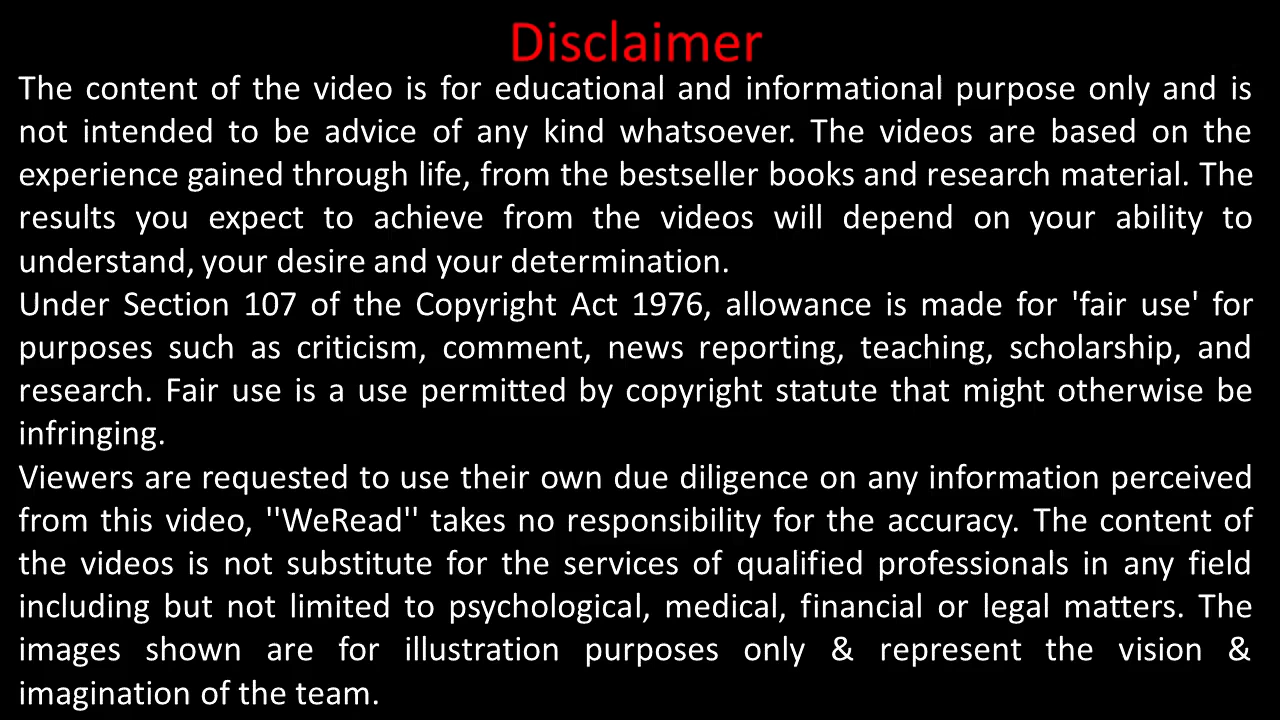 Disclaimer
The content of the video is for educational and informational purpose only and is
not intended to be advice of any kind whatsoever. The videos are based on the
experience gained through life, from the bestseller books and research material. The
results you expect to achieve from the videos will depend on your ability to
understand, your desire and your determination.
Under Section 107 of the Copyright Act 1976, allowance is made for 'fair use' for
purposes such as criticism, comment, news reporting, teaching, scholarship, and
research. Fair use is a use permitted by copyright statute that might otherwise be
infringing.
Viewers are requested to use their own due diligence on any information perceived
from this video, ''WeRead'' takes no responsibility for the accuracy. The content of
the videos is not substitute for the services of qualified professionals in any field
including but not limited to psychological, medical, financial or legal matters. The
images shown are for illustration purposes only & represent the vision &
imagination of the team.